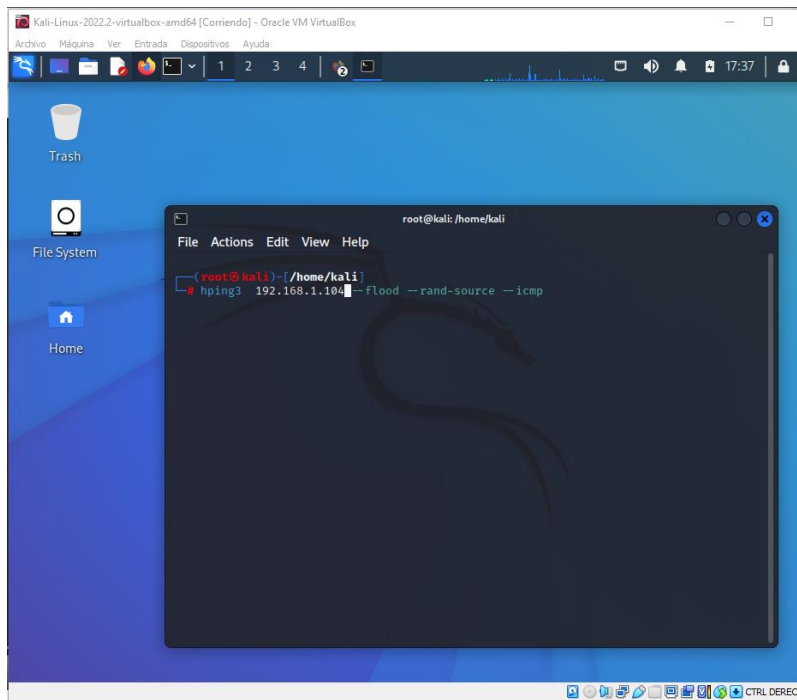 Kali-Linux-2022.2-virtualbox-amd64 [Corriendo] - Oracle VM VirtualBox
Archivo Máquina Ver Entrada Dispositivos Ayuda
1 2 3 4 2 17:37
Trash
File System
Home
root@kali: /home/kali
File Actions Edit View Help
┌──(root㉿kali)-[/home/kali]
└─# hping3 192.168.1.104 --flood --rand-source --icmp
CTRL DEREC